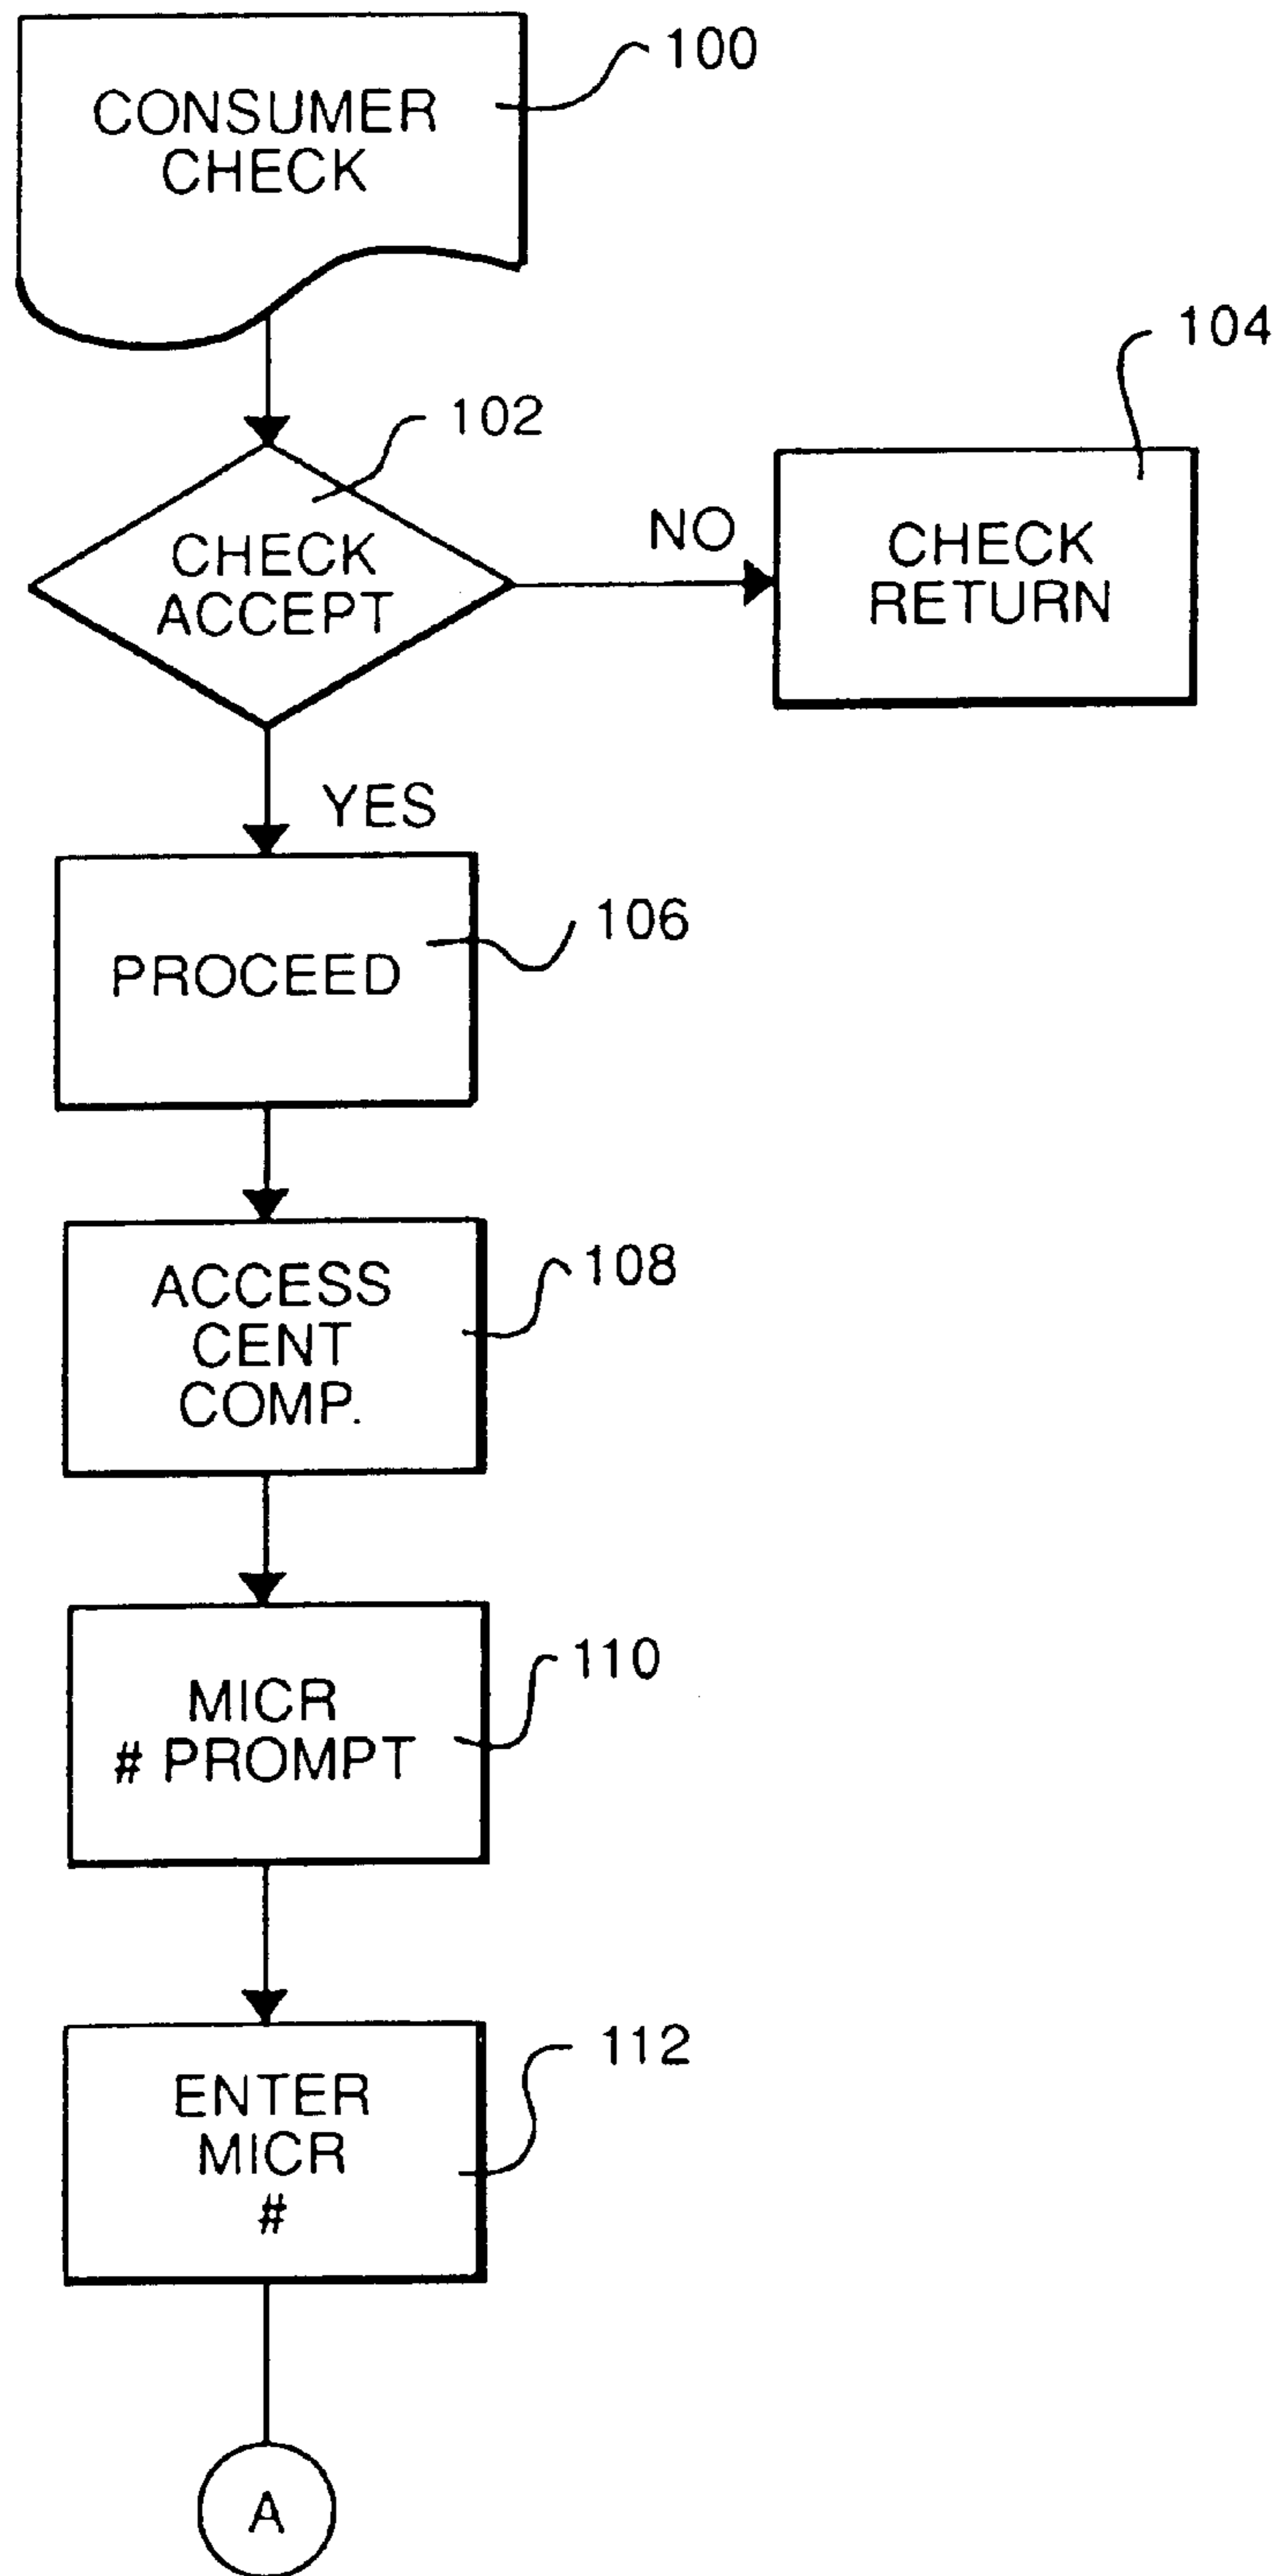 100
CONSUMER
CHECK
104
102
CHECK
ACCEPT
NO
CHECK
RETURN
YES
106
PROCEED
108
ACCESS
CENT
COMP.
110
MICR
# PROMPT
112
ENTER
MICR
#
A